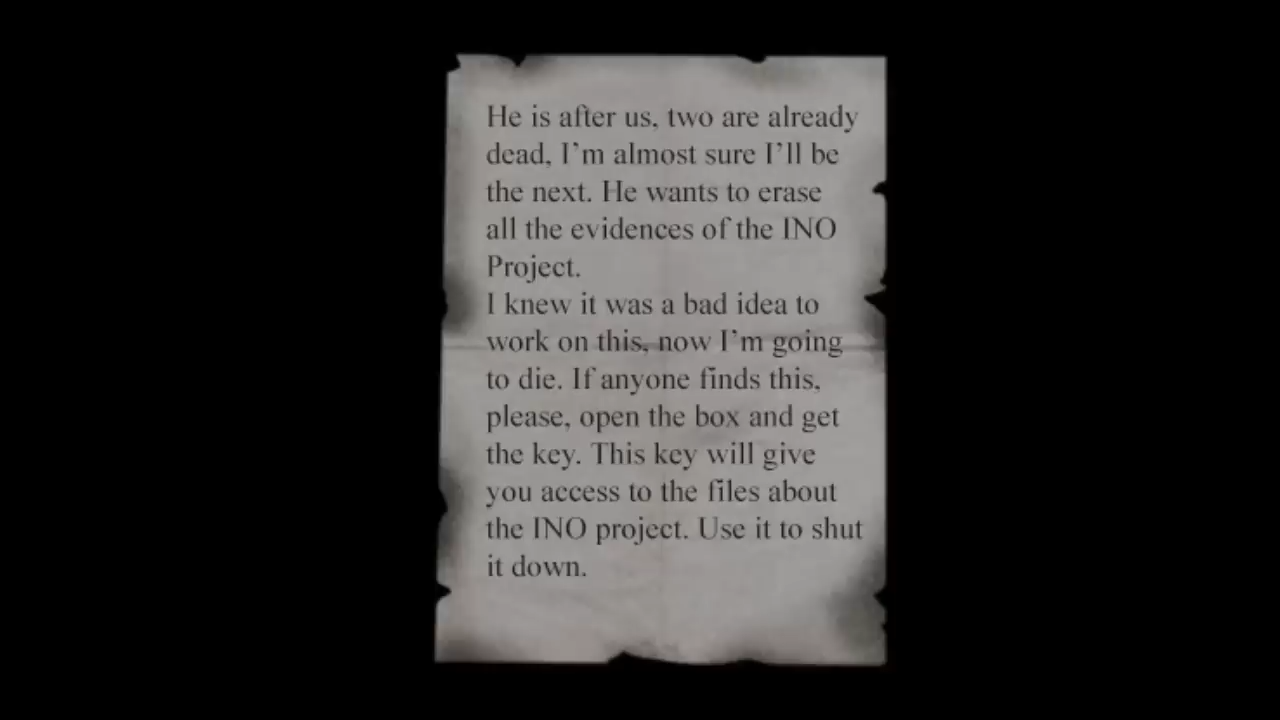 He is after us, two are already
dead, I'm almost sure I'll be
the next. He wants to erase
all the evidences of the INO
Project.
I knew it was a bad idea to
work on this, now I'm going
to die. If anyone finds this,
please, open the box and get
the key. This key will give
you access to the files about
the INO project. Use it to shut
it down.